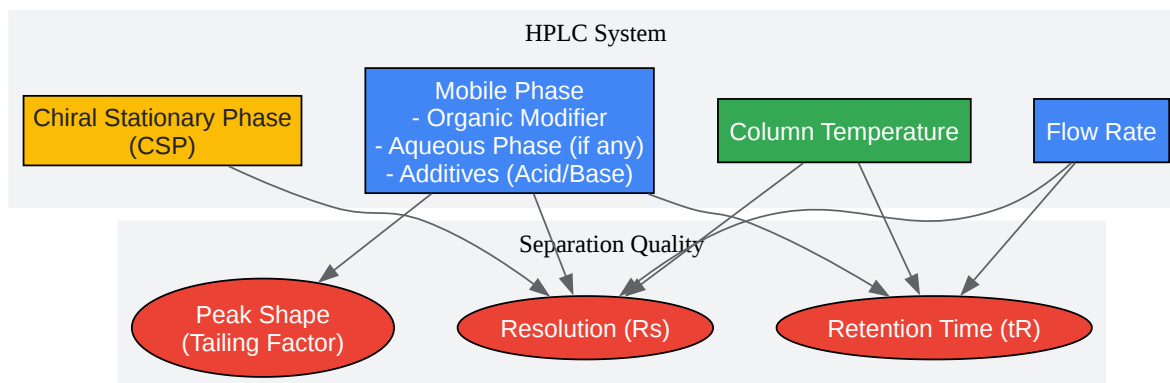 HPLC System
Chiral Stationary Phase
(CSP)
Mobile Phase
- Organic Modifier
- Aqueous Phase (if any)
- Additives (Acid/Base)
Column Temperature
Flow Rate
Separation Quality
Peak Shape
(Tailing Factor)
Resolution (Rs)
Retention Time (tR)